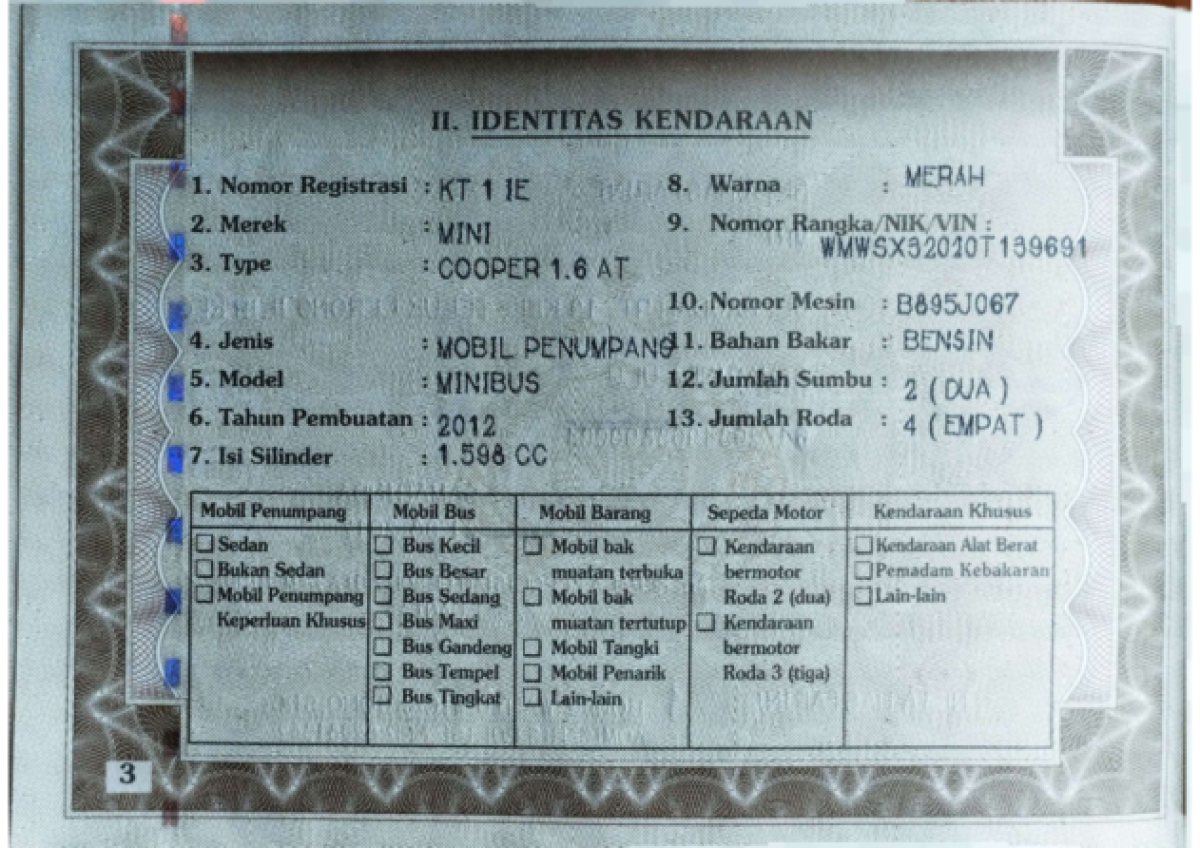 II. IDENTITAS KENDARAAN
1. Nomor Registrasi : KT 1 IE
2. Merek : MINI
3. Type : COOPER 1.6 AT
4. Jenis : MOBIL PENUMPANG
5. Model : MINIBUS
6. Tahun Pembuatan : 2012
7. Isi Silinder : 1.598 CC
8. Warna : MERAH
9. Nomor Rangka/NIK/VIN :
WMWSX32020T139691
10. Nomor Mesin : B895J067
11. Bahan Bakar : BENSIN
12. Jumlah Sumbu : 2 ( DUA )
13. Jumlah Roda : 4 ( EMPAT )
Mobil Penumpang
Sedan
Bukan Sedan
Mobil Penumpang
Keperluan Khusus
Mobil Bus
Bus Kecil
Bus Besar
Bus Sedang
Bus Maxi
Bus Gandeng
Bus Tempel
Bus Tingkat
Mobil Barang
Mobil bak
muatan terbuka
Mobil bak
muatan tertutup
Mobil Tangki
Mobil Penarik
Lain-lain
Sepeda Motor
Kendaraan
bermotor
Roda 2 (dua)
Kendaraan
bermotor
Roda 3 (tiga)
Kendaraan Khusus
Kendaraan Alat Berat
Pemadam Kebakaran
Lain-lain
3